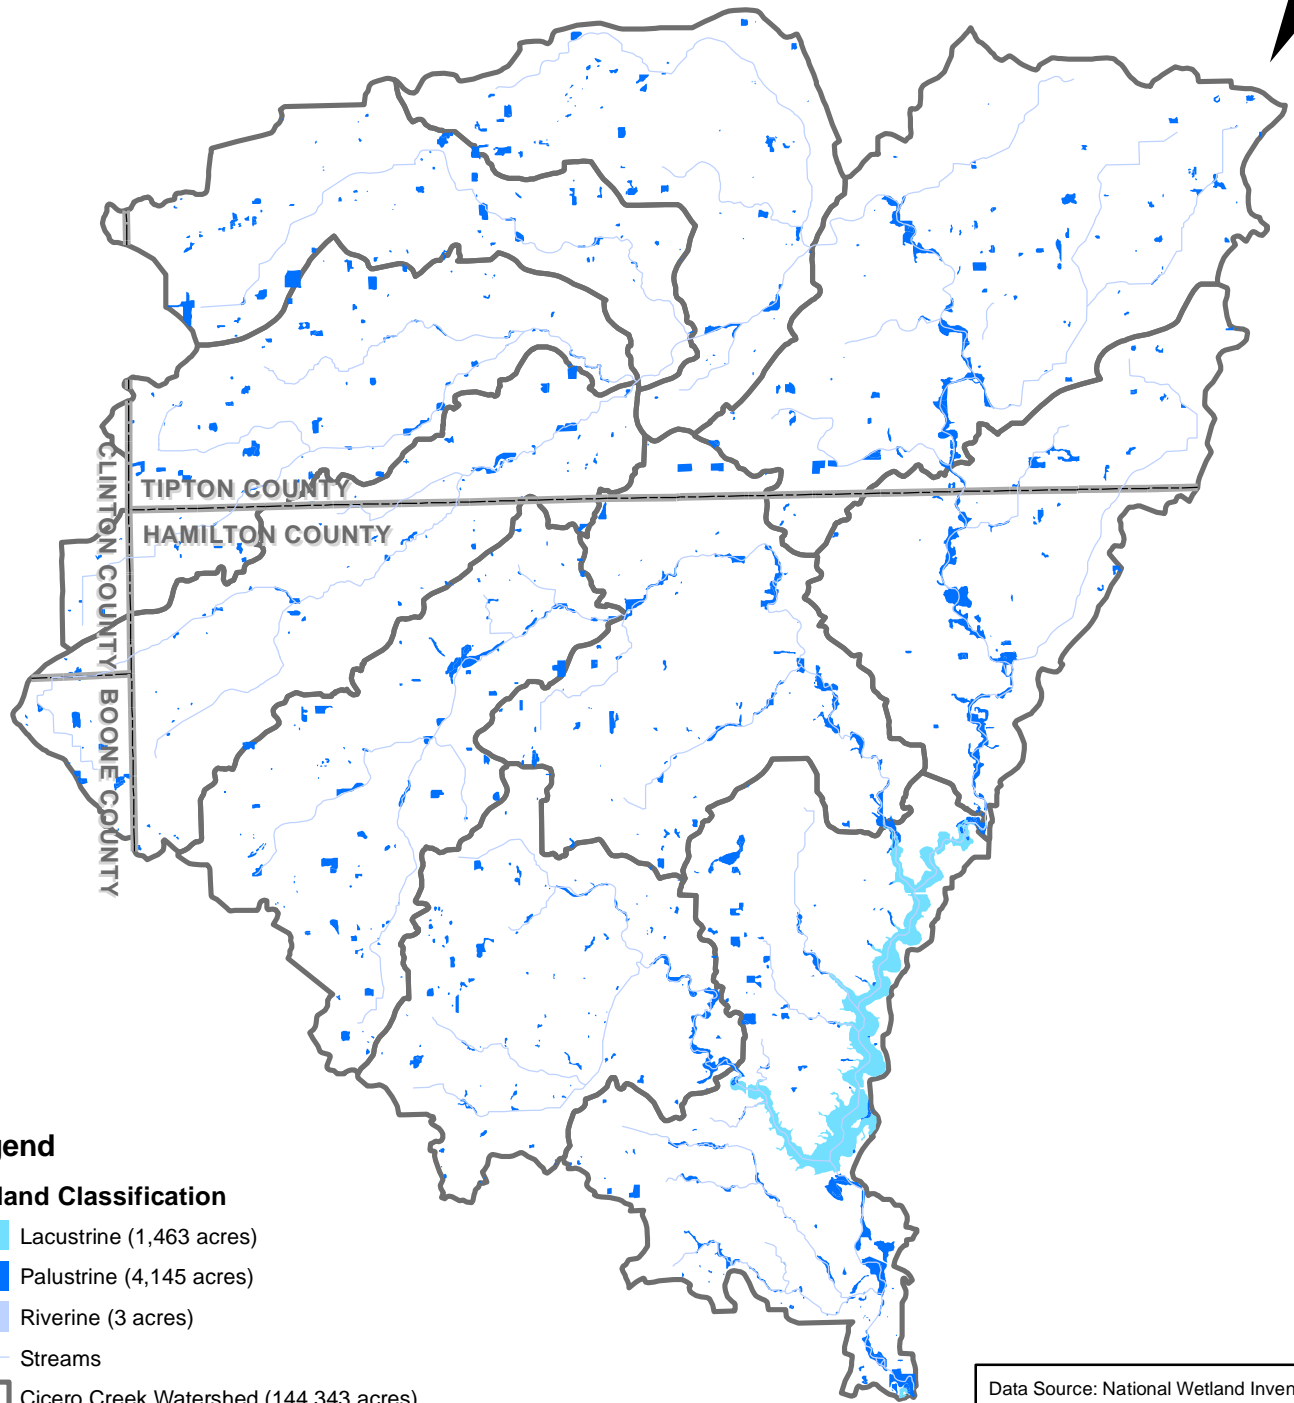 TIPTON COUNTY
HAMILTON COUNTY
CLINTON COUNTY
BOONE COUNTY
gend
land Classification
Lacustrine (1,463 acres)
Palustrine (4,145 acres)
Riverine (3 acres)
Streams
Cicero Creek Watershed (144,343 acres)
Data Source: National Wetland Inven